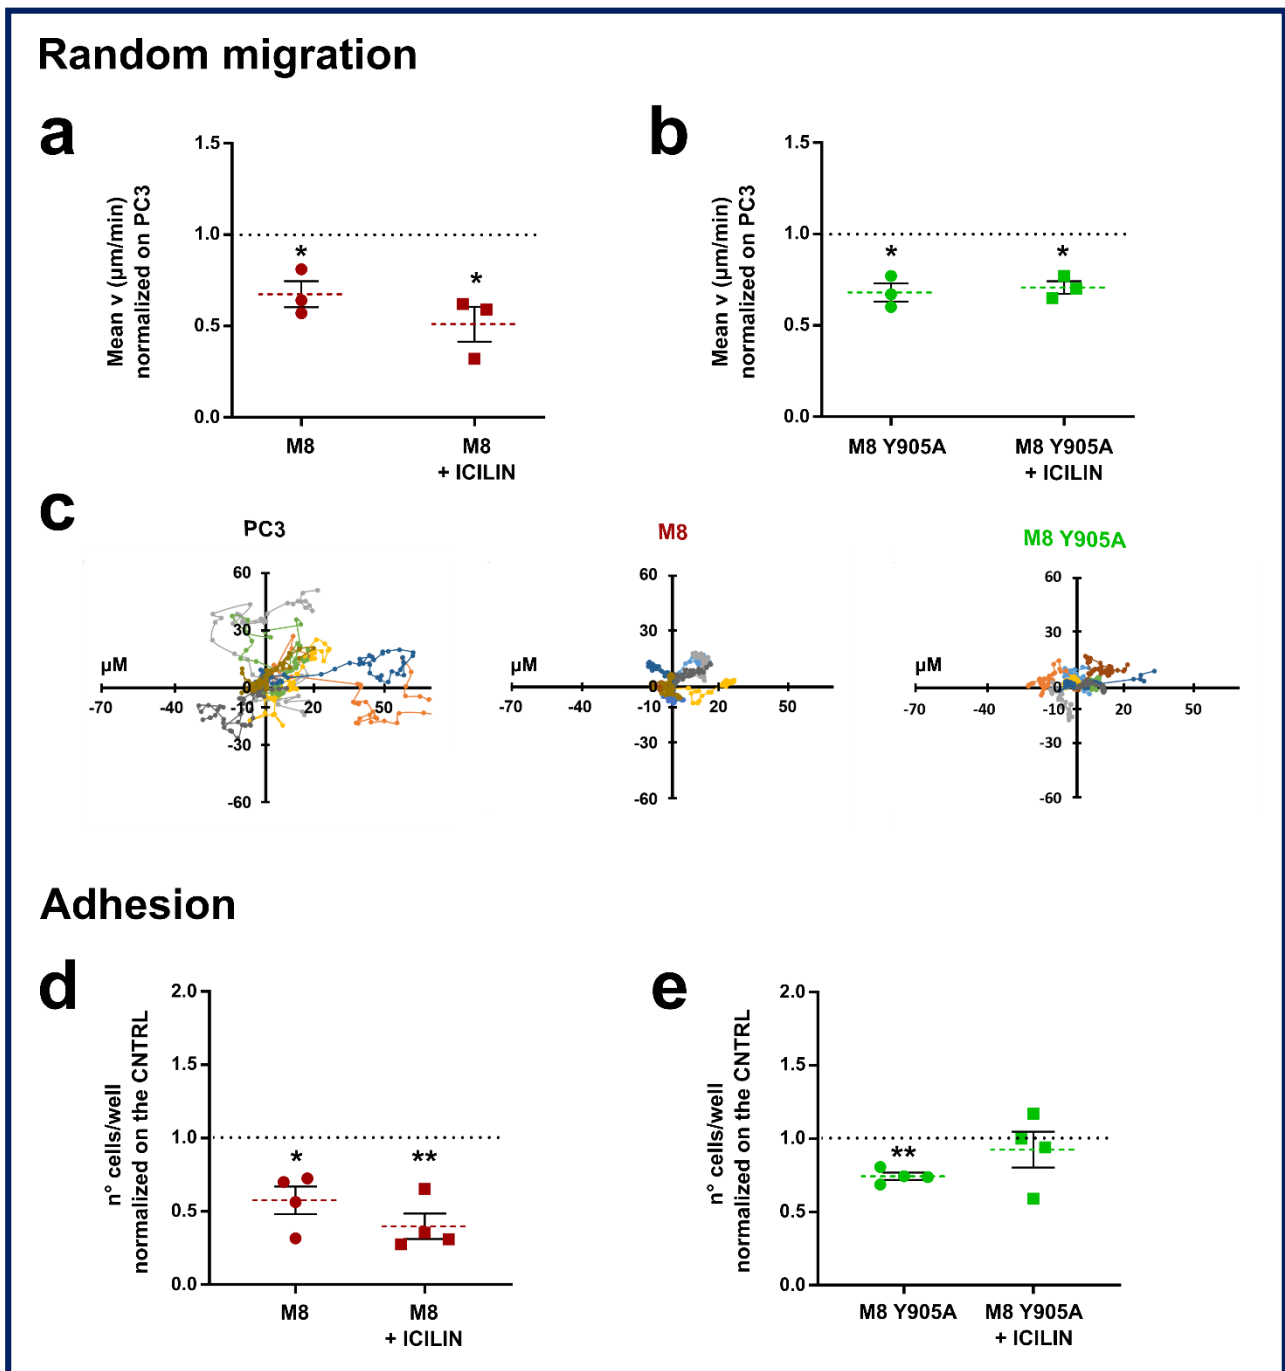 Random migration
a
Mean v (µm/min)
normalized on PC3
1.5
1.0
0.5
0.0
*
*
M8
M8
+ ICILIN
b
Mean v (µm/min)
normalized on PC3
1.5
1.0
0.5
0.0
*
*
M8 Y905A
M8 Y905A
+ ICILIN
c
PC3
60
30
µM
0
-70
-10
20
50
-30
-60
M8
60
30
µM
0
-70
-10
20
50
-30
-60
M8 Y905A
60
30
µM
0
-70
-10
20
50
-30
-60
Adhesion
d
n° cells/well
normalized on the CNTRL
2.0
1.5
1.0
0.5
0.0
*
**
M8
M8
+ ICILIN
e
n° cells/well
normalized on the CNTRL
2.0
1.5
1.0
0.5
0.0
**
M8 Y905A
M8 Y905A
+ ICILIN